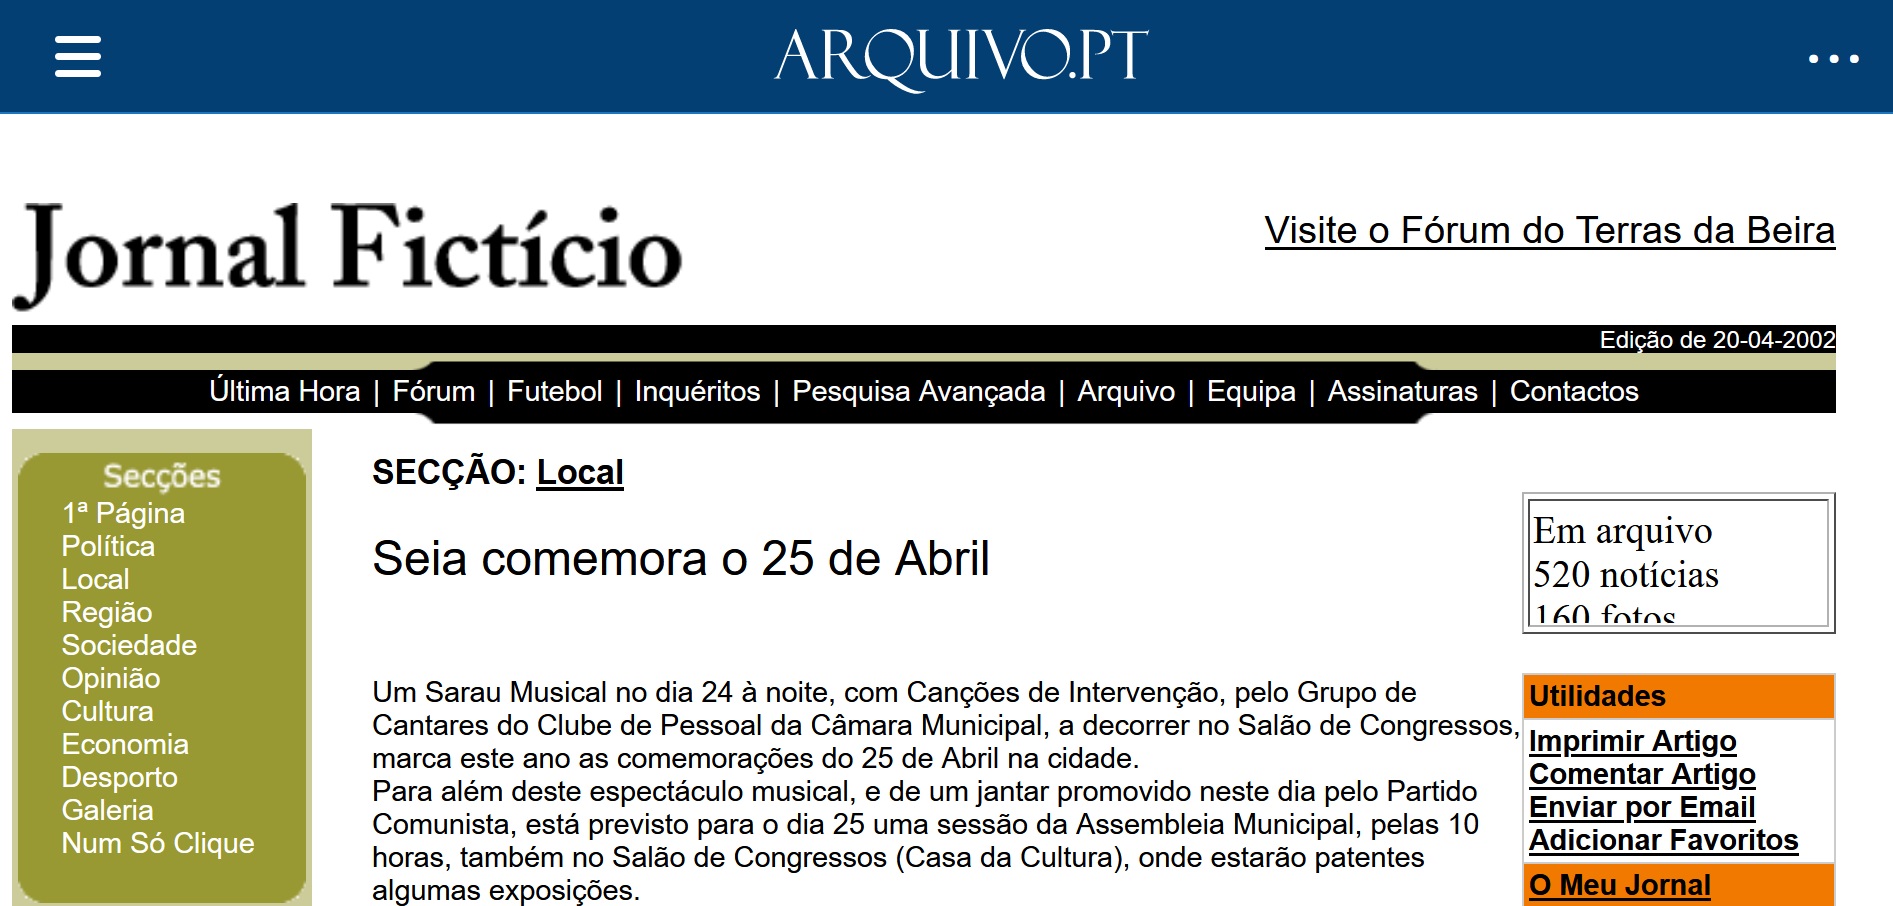 ARQUIVO.PT
Jornal Fictício
Visite o Fórum do Terras da Beira
Edição de 20-04-2002
Última Hora | Fórum | Futebol | Inquéritos | Pesquisa Avançada | Arquivo | Equipa | Assinaturas | Contactos
Secções
1ª Página
Política
Local
Região
Sociedade
Opinião
Cultura
Economia
Desporto
Galeria
Num Só Clique
SECÇÃO: Local
Seia comemora o 25 de Abril
Um Sarau Musical no dia 24 à noite, com Canções de Intervenção, pelo Grupo de
Cantares do Clube de Pessoal da Câmara Municipal, a decorrer no Salão de Congressos,
marca este ano as comemorações do 25 de Abril na cidade.
Para além deste espectáculo musical, e de um jantar promovido neste dia pelo Partido
Comunista, está previsto para o dia 25 uma sessão da Assembleia Municipal, pelas 10
horas, também no Salão de Congressos (Casa da Cultura), onde estarão patentes
algumas exposições.
Em arquivo
520 notícias
160 fotos
Utilidades
Imprimir Artigo
Comentar Artigo
Enviar por Email
Adicionar Favoritos
O Meu Jornal